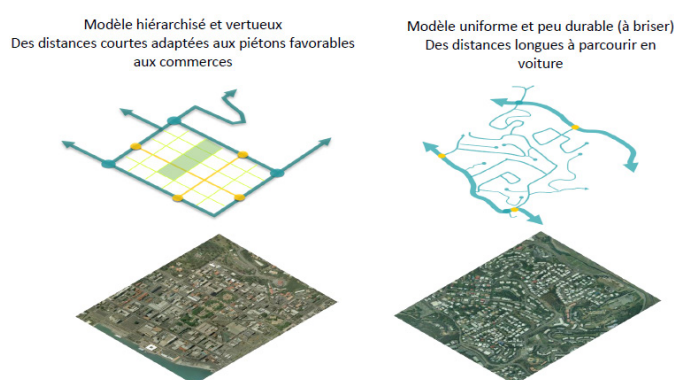 Modèle hiérarchisé et vertueux
Des distances courtes adaptées aux piétons favorables
aux commerces
Modèle uniforme et peu durable (à briser)
Des distances longues à parcourir en
voiture